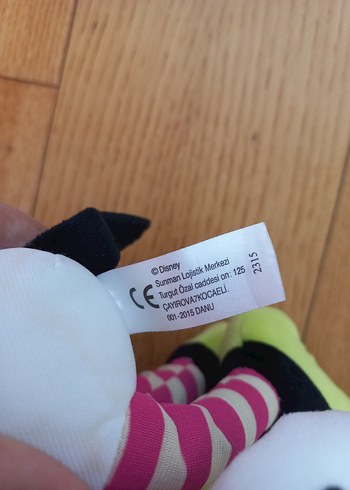 © Disney
Sunman Lojistik Merkezi
Turgut Özal caddesi on: 125
ÇAYIROVA?KOCAELİ.
001-2015 DANU
CE
2315